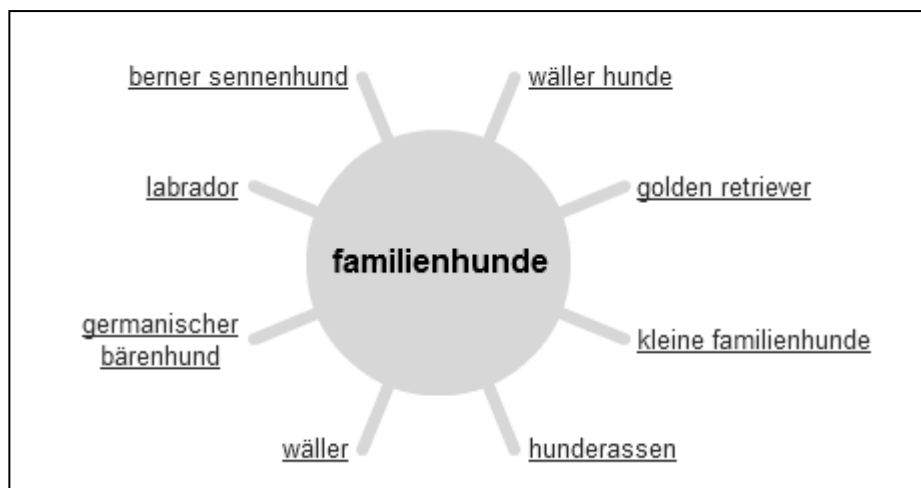 berner sennenhund
wäller hunde
labrador
golden retriever
familienhunde
germanischer
bärenhund
kleine familienhunde
wäller
hunderassen